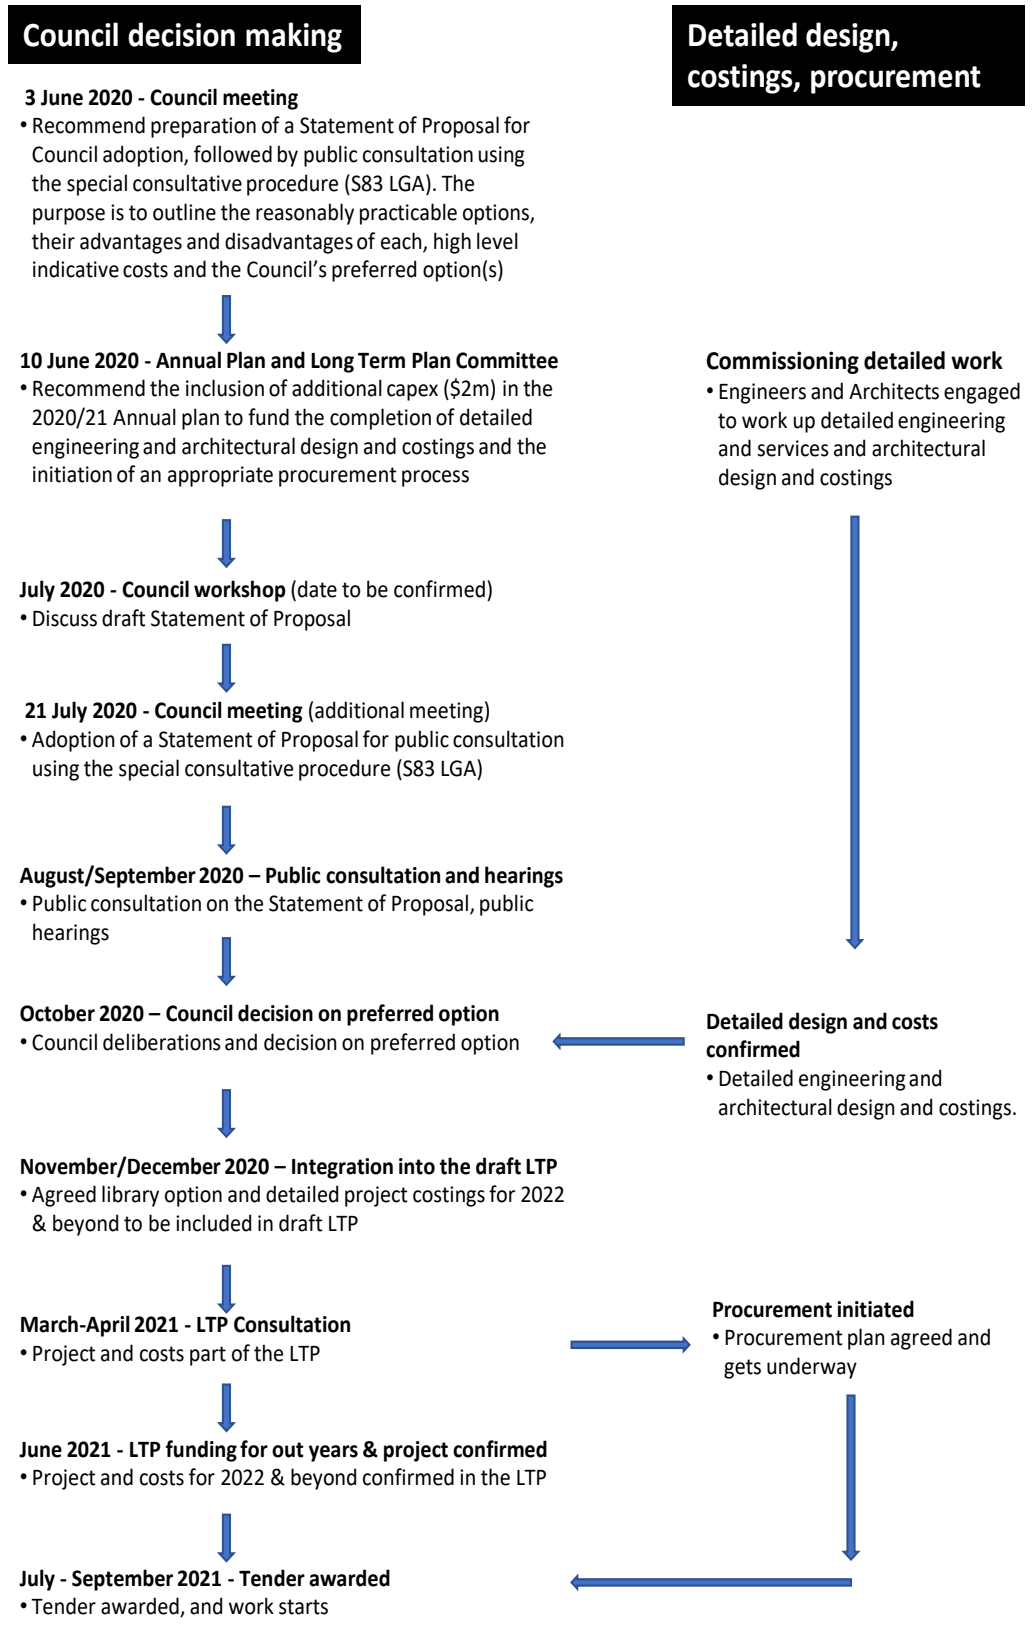 Council decision making
3 June 2020 - Council meeting
• Recommend preparation of a Statement of Proposal for
Council adoption, followed by public consultation using
the special consultative procedure (S83 LGA). The
purpose is to outline the reasonably practicable options,
their advantages and disadvantages of each, high level
indicative costs and the Council's preferred option(s)
10 June 2020 - Annual Plan and Long Term Plan Committee
• Recommend the inclusion of additional capex ($2m) in the
2020/21 Annual plan to fund the completion of detailed
engineering and architectural design and costings and the
initiation of an appropriate procurement process
July 2020 - Council workshop (date to be confirmed)
• Discuss draft Statement of Proposal
21 July 2020 - Council meeting (additional meeting)
• Adoption of a Statement of Proposal for public consultation
using the special consultative procedure (S83 LGA)
August/September 2020 – Public consultation and hearings
• Public consultation on the Statement of Proposal, public
hearings
October 2020 – Council decision on preferred option
• Council deliberations and decision on preferred option
November/December 2020 – Integration into the draft LTP
• Agreed library option and detailed project costings for 2022
& beyond to be included in draft LTP
March-April 2021 - LTP Consultation
• Project and costs part of the LTP
June 2021 - LTP funding for out years & project confirmed
• Project and costs for 2022 & beyond confirmed in the LTP
July - September 2021 - Tender awarded
• Tender awarded, and work starts
Detailed design,
costings, procurement
Commissioning detailed work
• Engineers and Architects engaged
to work up detailed engineering
and services and architectural
design and costings
Detailed design and costs
confirmed
• Detailed engineering and
architectural design and costings.
Procurement initiated
• Procurement plan agreed and
gets underway